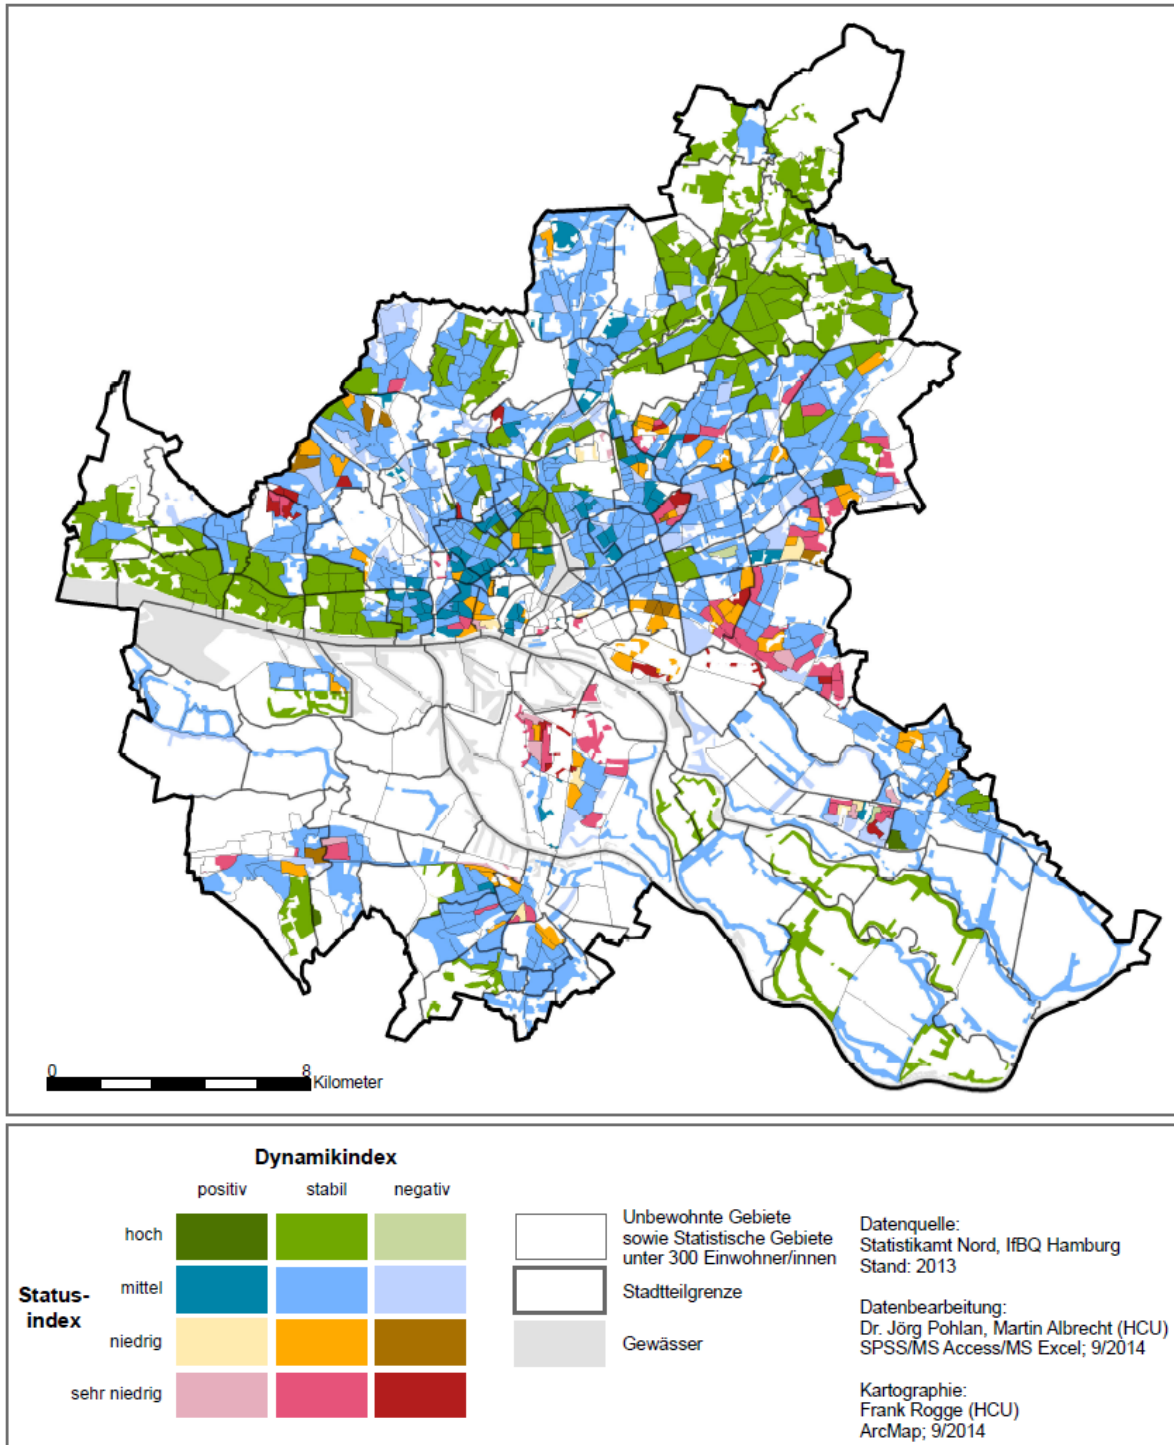 0 8
Kilometer
Dynamikindex
positiv stabil negativ
hoch
mittel
Status-
index
niedrig
sehr niedrig
Unbewohnte Gebiete
sowie Statistische Gebiete
unter 300 Einwohner/innen
Stadtteilgrenze
Gewässer
Datenquelle:
Statistikamt Nord, IfBQ Hamburg
Stand: 2013
Datenbearbeitung:
Dr. Jörg Pohlan, Martin Albrecht (HCU)
SPSS/MS Access/MS Excel; 9/2014
Kartographie:
Frank Rogge (HCU)
ArcMap; 9/2014